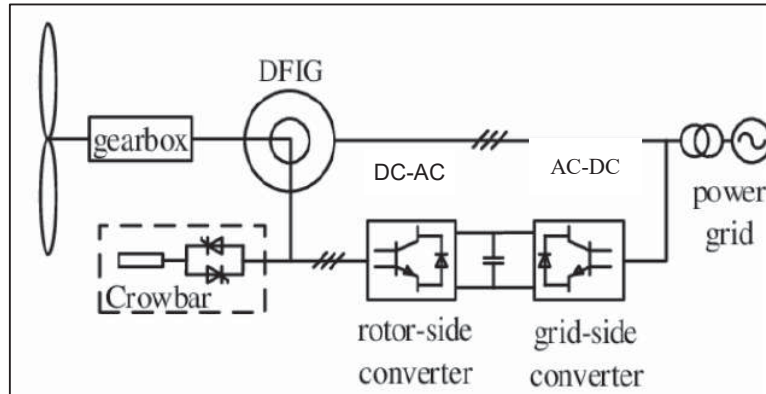 DFIG
gearbox
DC-AC
AC-DC
power
grid
Crowbar
rotor-side
converter
grid-side
converter